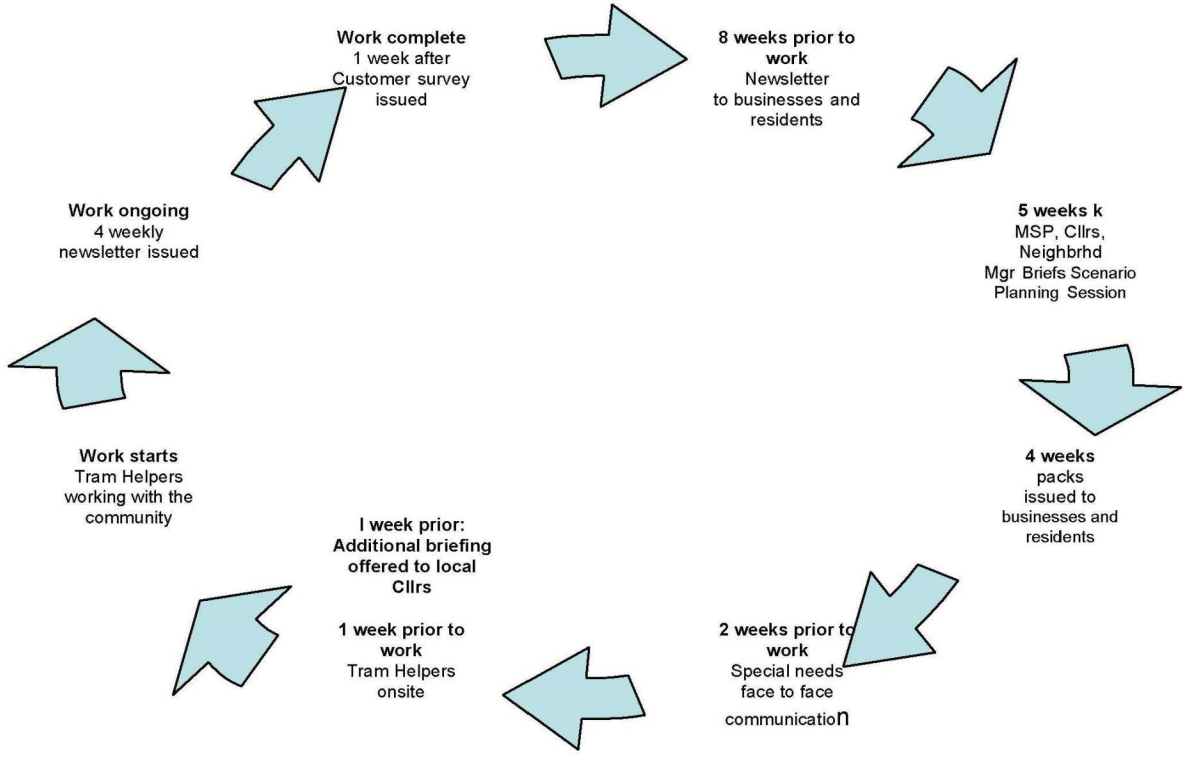 Work complete
1 week after
Customer survey
issued
8 weeks prior to
work
Newsletter
to businesses and
residents
5 weeks k
MSP, Cllrs,
Neighbrhd
Mgr Briefs Scenario
Planning Session
4 weeks
packs
issued to
businesses and
residents
2 weeks prior to
work
Special needs
face to face
communication
I week prior:
Additional briefing
offered to local
Cllrs
1 week prior to
work
Tram Helpers
onsite
Work starts
Tram Helpers
working with the
community
Work ongoing
4 weekly
newsletter issued